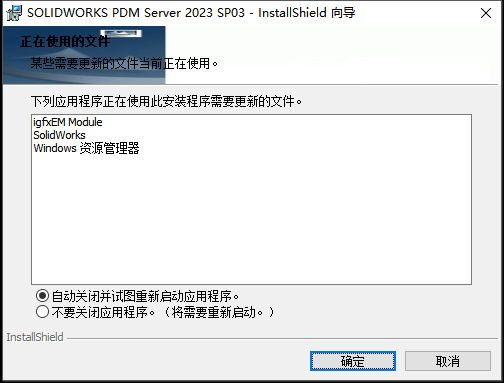 SOLIDWORKS PDM Server 2023 SP03 - InstallShield 向导
正在使用的文件
某些需要更新的文件当前正在使用。
下列应用程序正在使用此安装程序需要更新的文件。
igfxEM Module
SolidWorks
Windows 资源管理器
自动关闭并试图重新启动应用程序。
不要关闭应用程序。（将需要重新启动。）
InstallShield
确定
取消